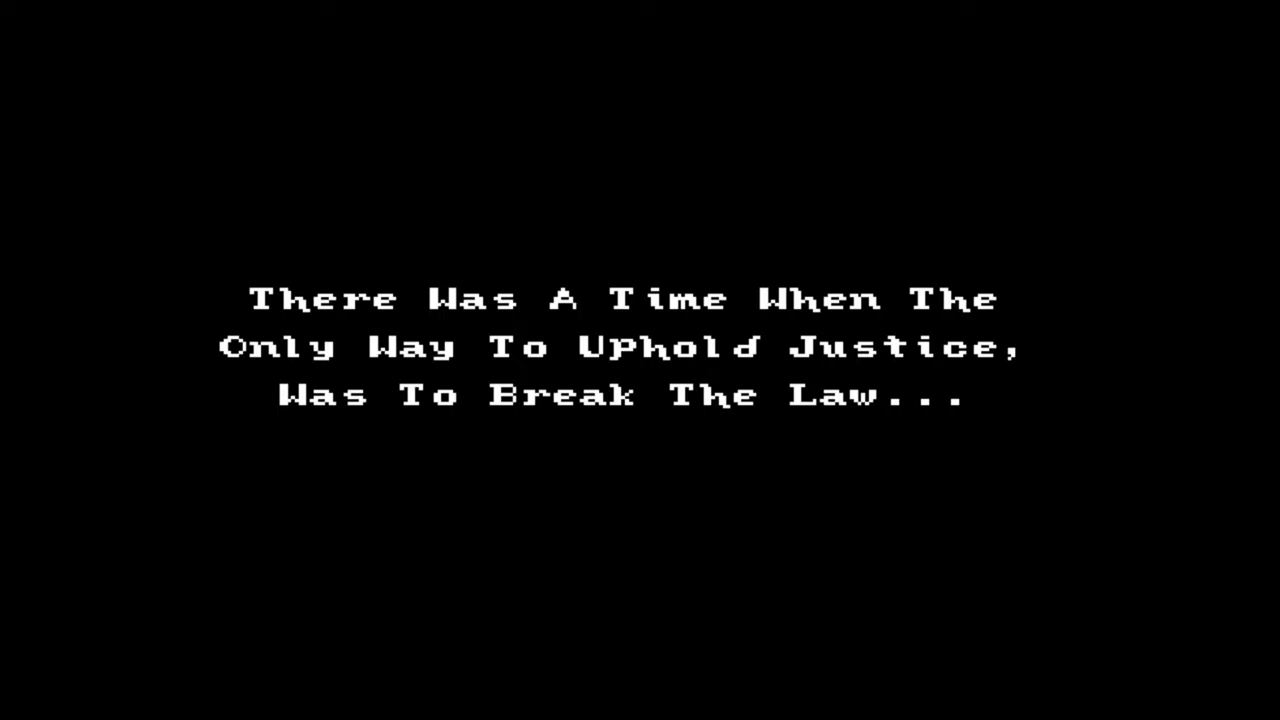 There Was A Time When The
Only Way To Uphold Justice,
Was To Break The Law...